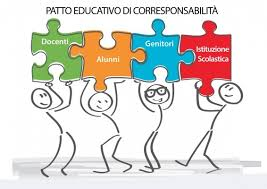 PATTO EDUCATIVO DI CORRESPONSABILITÀ
Docenti
Alunni
Genitori
Istituzione
Scolastica